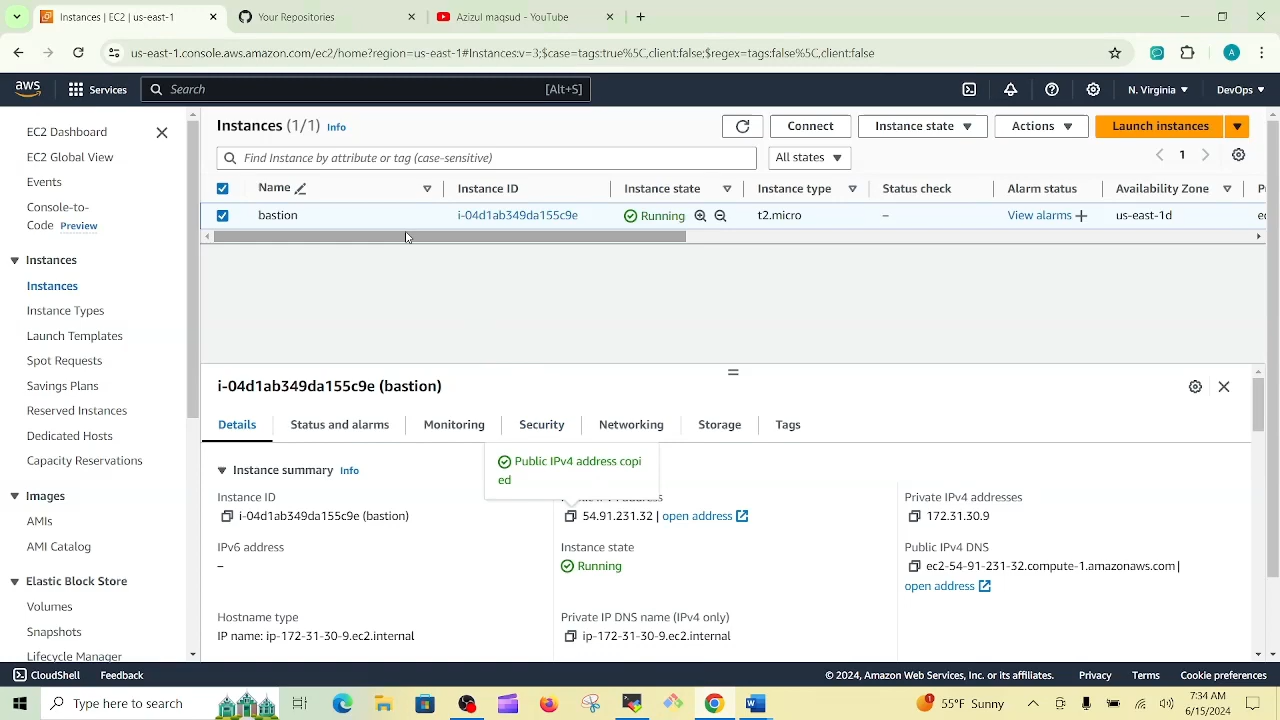 Instances | EC2 | us-east-1
Your Repositories
Azizul maqsud - YouTube
us-east-1.console.aws.amazon.com/ec2/home?region=us-east-1#Instances:v=3;$case=tags:true%5C,client:false;$regex=tags:false%5C,client:false
A
aws
Services
Search
[Alt+S]
N. Virginia
DevOps
EC2 Dashboard
EC2 Global View
Events
Console-to-
Code Preview
Instances
Instances
Instance Types
Launch Templates
Spot Requests
Savings Plans
Reserved Instances
Dedicated Hosts
Capacity Reservations
Images
AMIs
AMI Catalog
Elastic Block Store
Volumes
Snapshots
Lifecycle Manager
Instances (1/1) Info
Connect
Instance state
Actions
Launch instances
Find Instance by attribute or tag (case-sensitive)
All states
1
Name
Instance ID
Instance state
Instance type
Status check
Alarm status
Availability Zone
bastion
i-04d1ab349da155c9e
Running
t2.micro
–
View alarms
us-east-1d
i-04d1ab349da155c9e (bastion)
Details
Status and alarms
Monitoring
Security
Networking
Storage
Tags
Instance summary Info
Public IPv4 address copi
ed
Instance ID
i-04d1ab349da155c9e (bastion)
54.91.231.32 | open address
Private IPv4 addresses
172.31.30.9
IPv6 address
–
Instance state
Running
Public IPv4 DNS
ec2-54-91-231-32.compute-1.amazonaws.com |
open address
Hostname type
IP name: ip-172-31-30-9.ec2.internal
Private IP DNS name (IPv4 only)
ip-172-31-30-9.ec2.internal
CloudShell
Feedback
© 2024, Amazon Web Services, Inc. or its affiliates.
Privacy
Terms
Cookie preferences
Type here to search
55°F Sunny
7:34 AM
6/15/2024